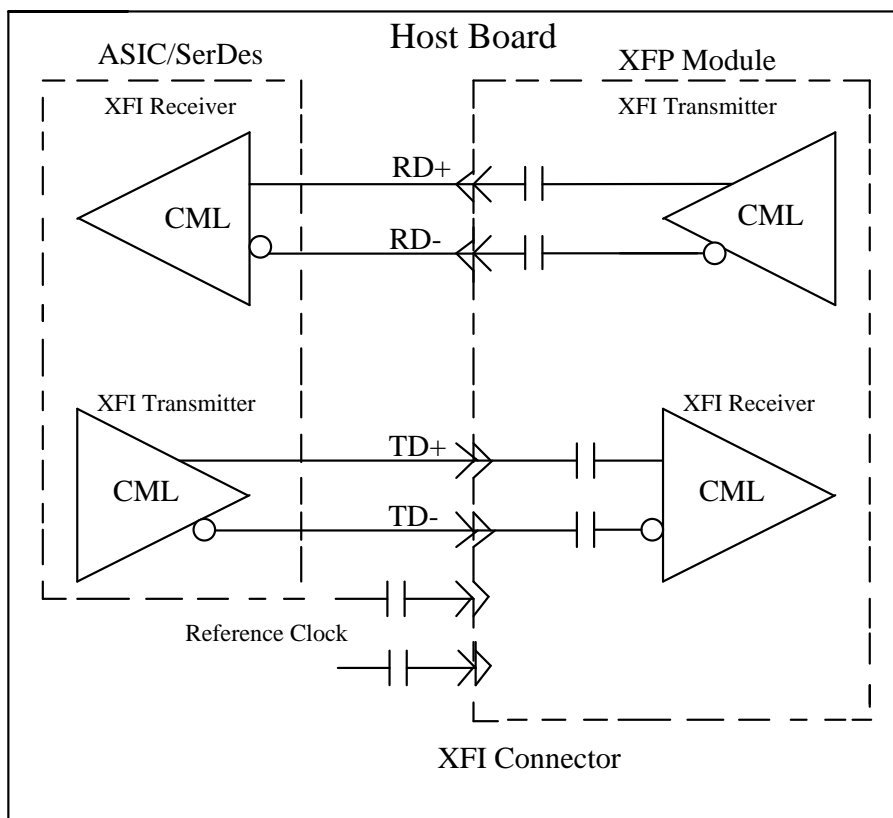 Host Board
ASIC/SerDes
XFP Module
XFI Receiver
XFI Transmitter
RD+
CML
CML
RD-
XFI Transmitter
XFI Receiver
TD+
CML
CML
TD-
Reference Clock
XFI Connector